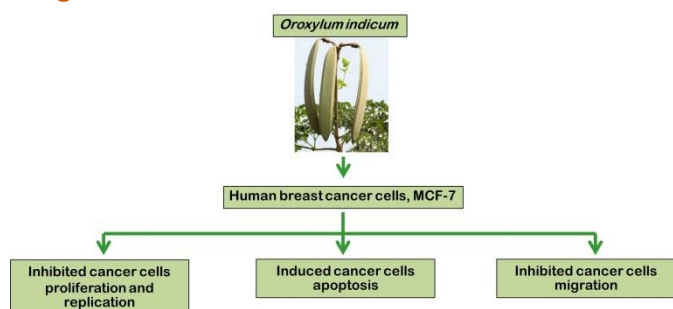 Oroxylum indicum
Human breast cancer cells, MCF-7
Inhibited cancer cells
proliferation and
replication
Induced cancer cells
apoptosis
Inhibited cancer cells
migration